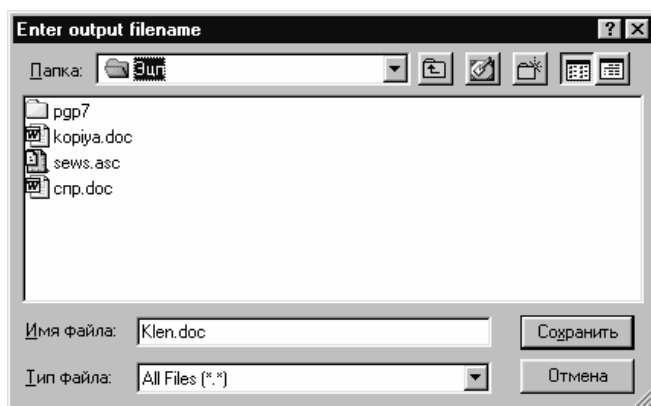 Enter output filename
Папка: Эцп
pgp7
kopiya.doc
sews.asc
спр.doc
Имя файла: Klen.doc Сохранить
Тип файла: All Files (*.*) Отмена